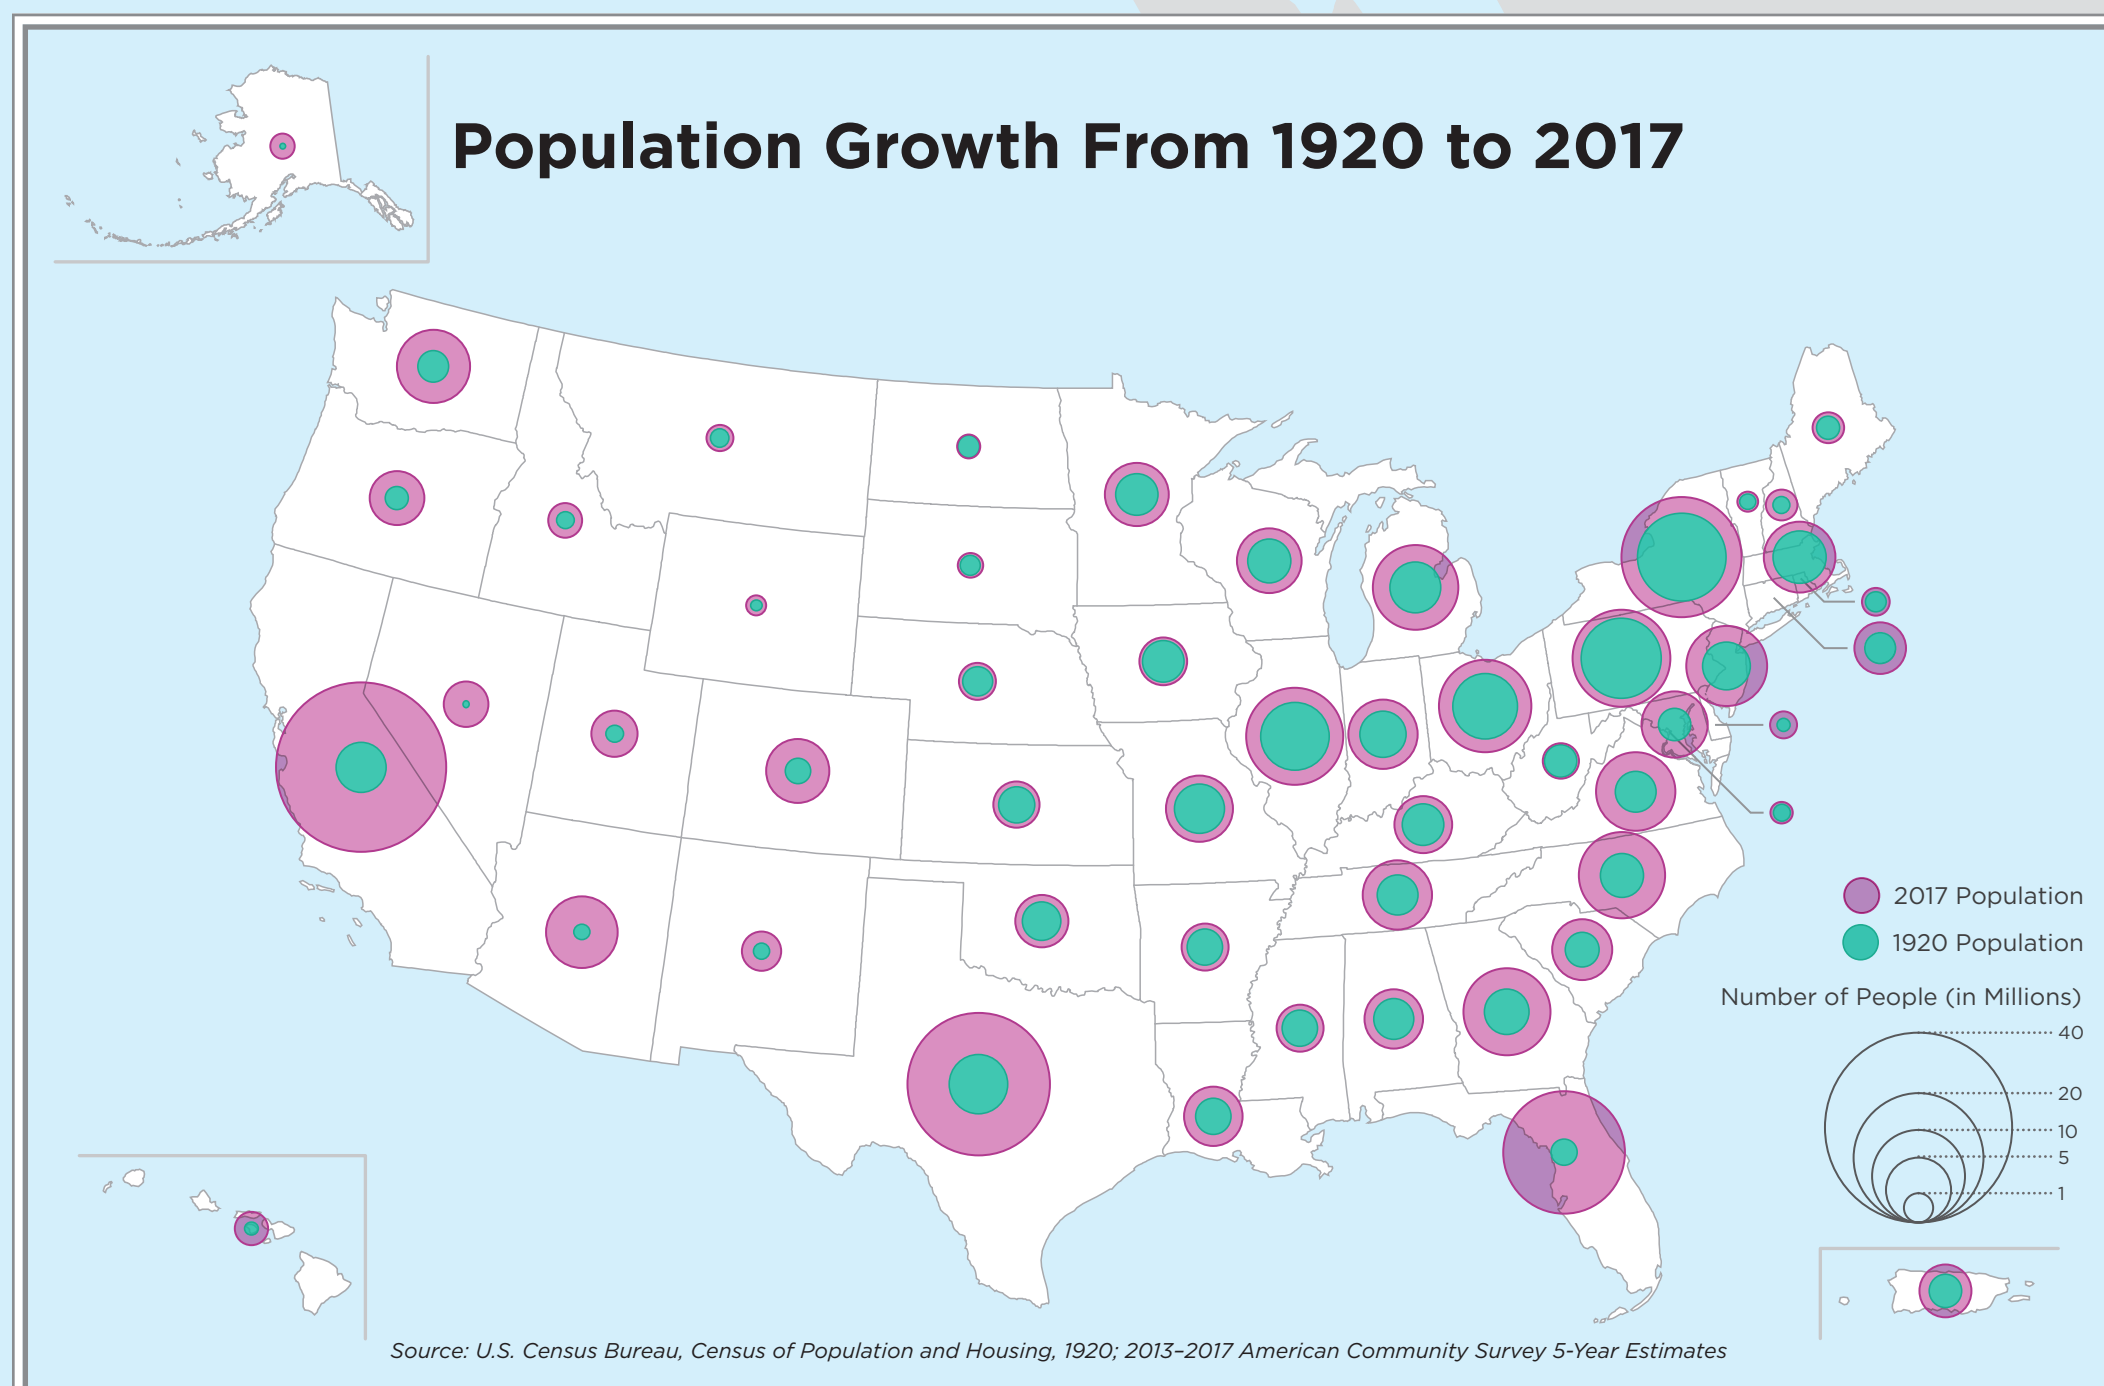 Population Growth From 1920 to 2017
2017 Population
1920 Population
Number of People (in Millions)
40
20
10
5
1
Source: U.S. Census Bureau, Census of Population and Housing, 1920; 2013–2017 American Community Survey 5-Year Estimates